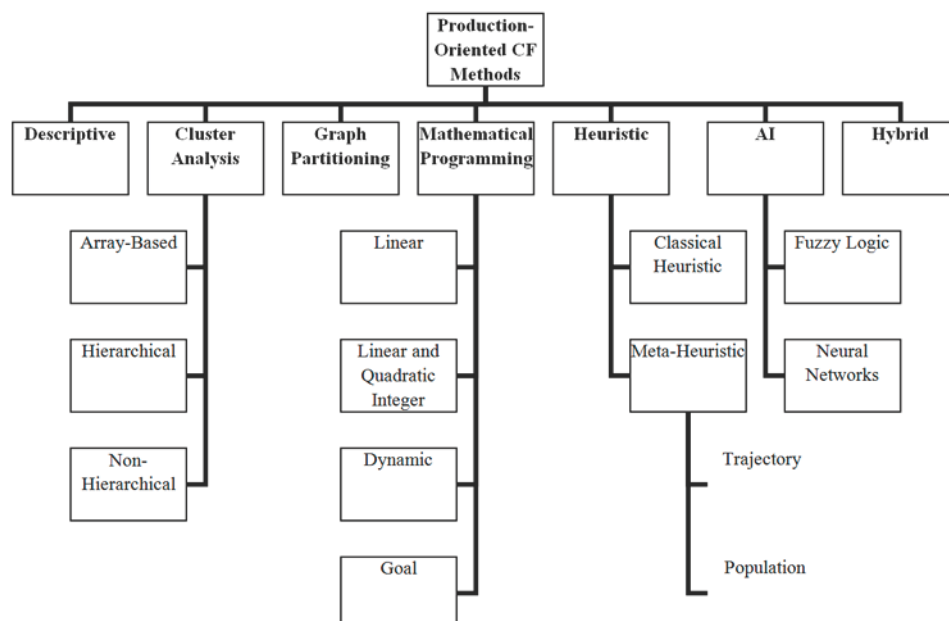 Production-
Oriented CF
Methods
Descriptive
Cluster
Analysis
Graph
Partitioning
Mathematical
Programming
Heuristic
AI
Hybrid
Array-Based
Linear
Classical
Heuristic
Fuzzy Logic
Hierarchical
Linear and
Quadratic
Integer
Meta-Heuristic
Neural
Networks
Non-
Hierarchical
Dynamic
Trajectory
Goal
Population